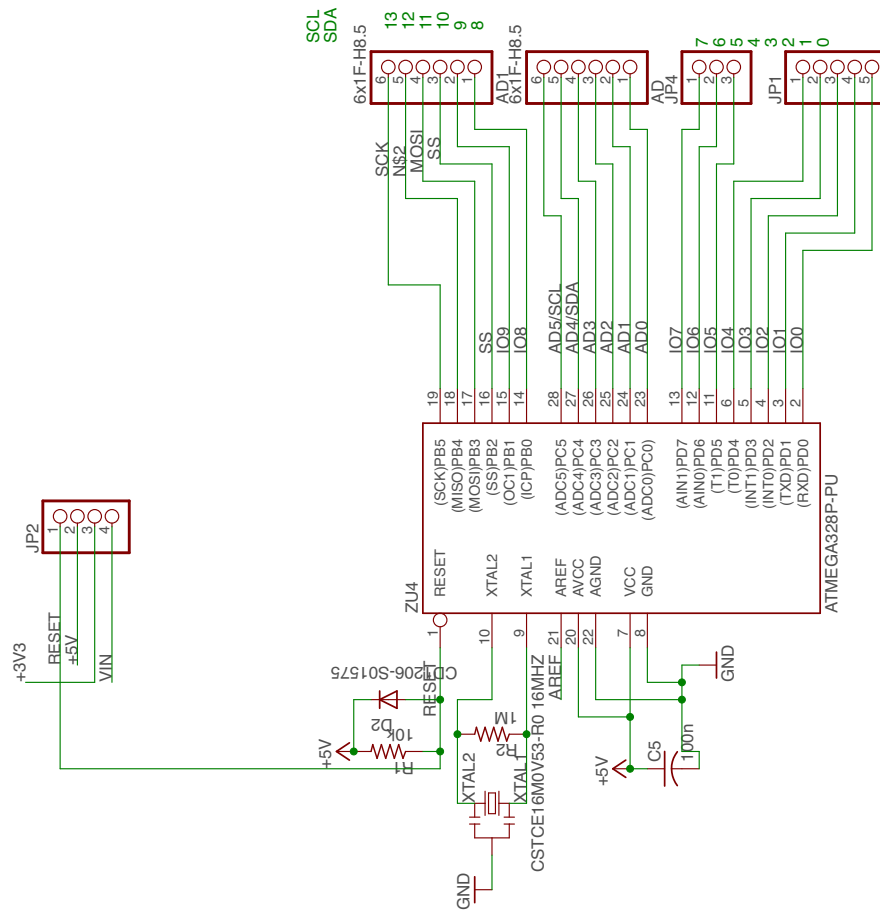 SCL
SDA
13
12
11
10
9
8
6x1F-H8.5
6
5
4
3
2
1
AD1
6x1F-H8.5
6
5
4
3
2
1
AD
JP4
1
2
3
7
6
5
4
3
2
1
0
JP1
1
2
3
4
5
SCK
N$2
MOSI
SS
SS
IO9
IO8
AD5/SCL
AD4/SDA
AD3
AD2
AD1
AD0
IO7
IO6
IO5
IO4
IO3
IO2
IO1
IO0
19
18
17
16
15
14
28
27
26
25
24
23
13
12
11
6
5
4
3
2
(SCK)PB5
(MISO)PB4
(MOSI)PB3
(SS)PB2
(OC1)PB1
(ICP)PB0
(ADC5)PC5
(ADC4)PC4
(ADC3)PC3
(ADC2)PC2
(ADC1)PC1
(ADC0)PC0)
(AIN1)PD7
(AIN0)PD6
(T1)PD5
(T0)PD4
(INT1)PD3
(INT0)PD2
(TXD)PD1
(RXD)PD0
ZU4
RESET
XTAL2
XTAL1
AREF
AVCC
AGND
VCC
GND
ATMEGA328P-PU
1
10
9
21
20
22
7
8
JP2
1
2
3
4
RESET
+5V
+3V3
VIN
RESET
CD1206-S01575
D2
+5V
10k
R1
XTAL2
1M
R2
XTAL1
CSTCE16M0V53-R0 16MHZ
GND
AREF
GND
+5V
C5
100n